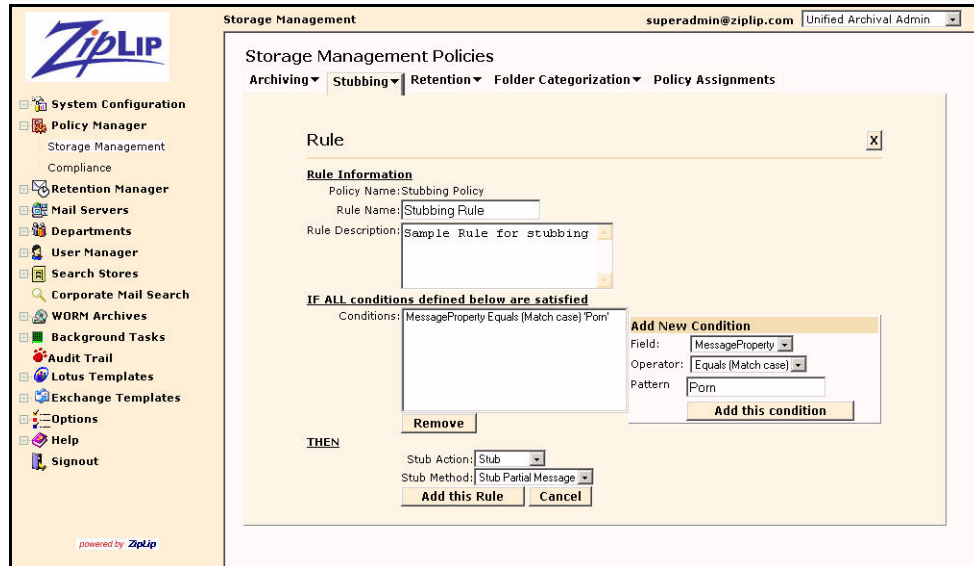 Storage Management
superadmin@ziplip.com
Unified Archival Admin
ZipLip
Storage Management Policies
Archiving Stubbing Retention Folder Categorization Policy Assignments
System Configuration
Policy Manager
Storage Management
Compliance
Retention Manager
Mail Servers
Departments
User Manager
Search Stores
Corporate Mail Search
WORM Archives
Background Tasks
Audit Trail
Lotus Templates
Exchange Templates
Options
Help
Signout
powered by ZipLip
Rule
X
Rule Information
Policy Name: Stubbing Policy
Rule Name: Stubbing Rule
Rule Description: Sample Rule for stubbing
IF ALL conditions defined below are satisfied
Conditions: MessageProperty Equals (Match case) 'Porn'
Remove
Add New Condition
Field: MessageProperty
Operator: Equals (Match case)
Pattern Porn
Add this condition
THEN
Stub Action: Stub
Stub Method: Stub Partial Message
Add this Rule Cancel